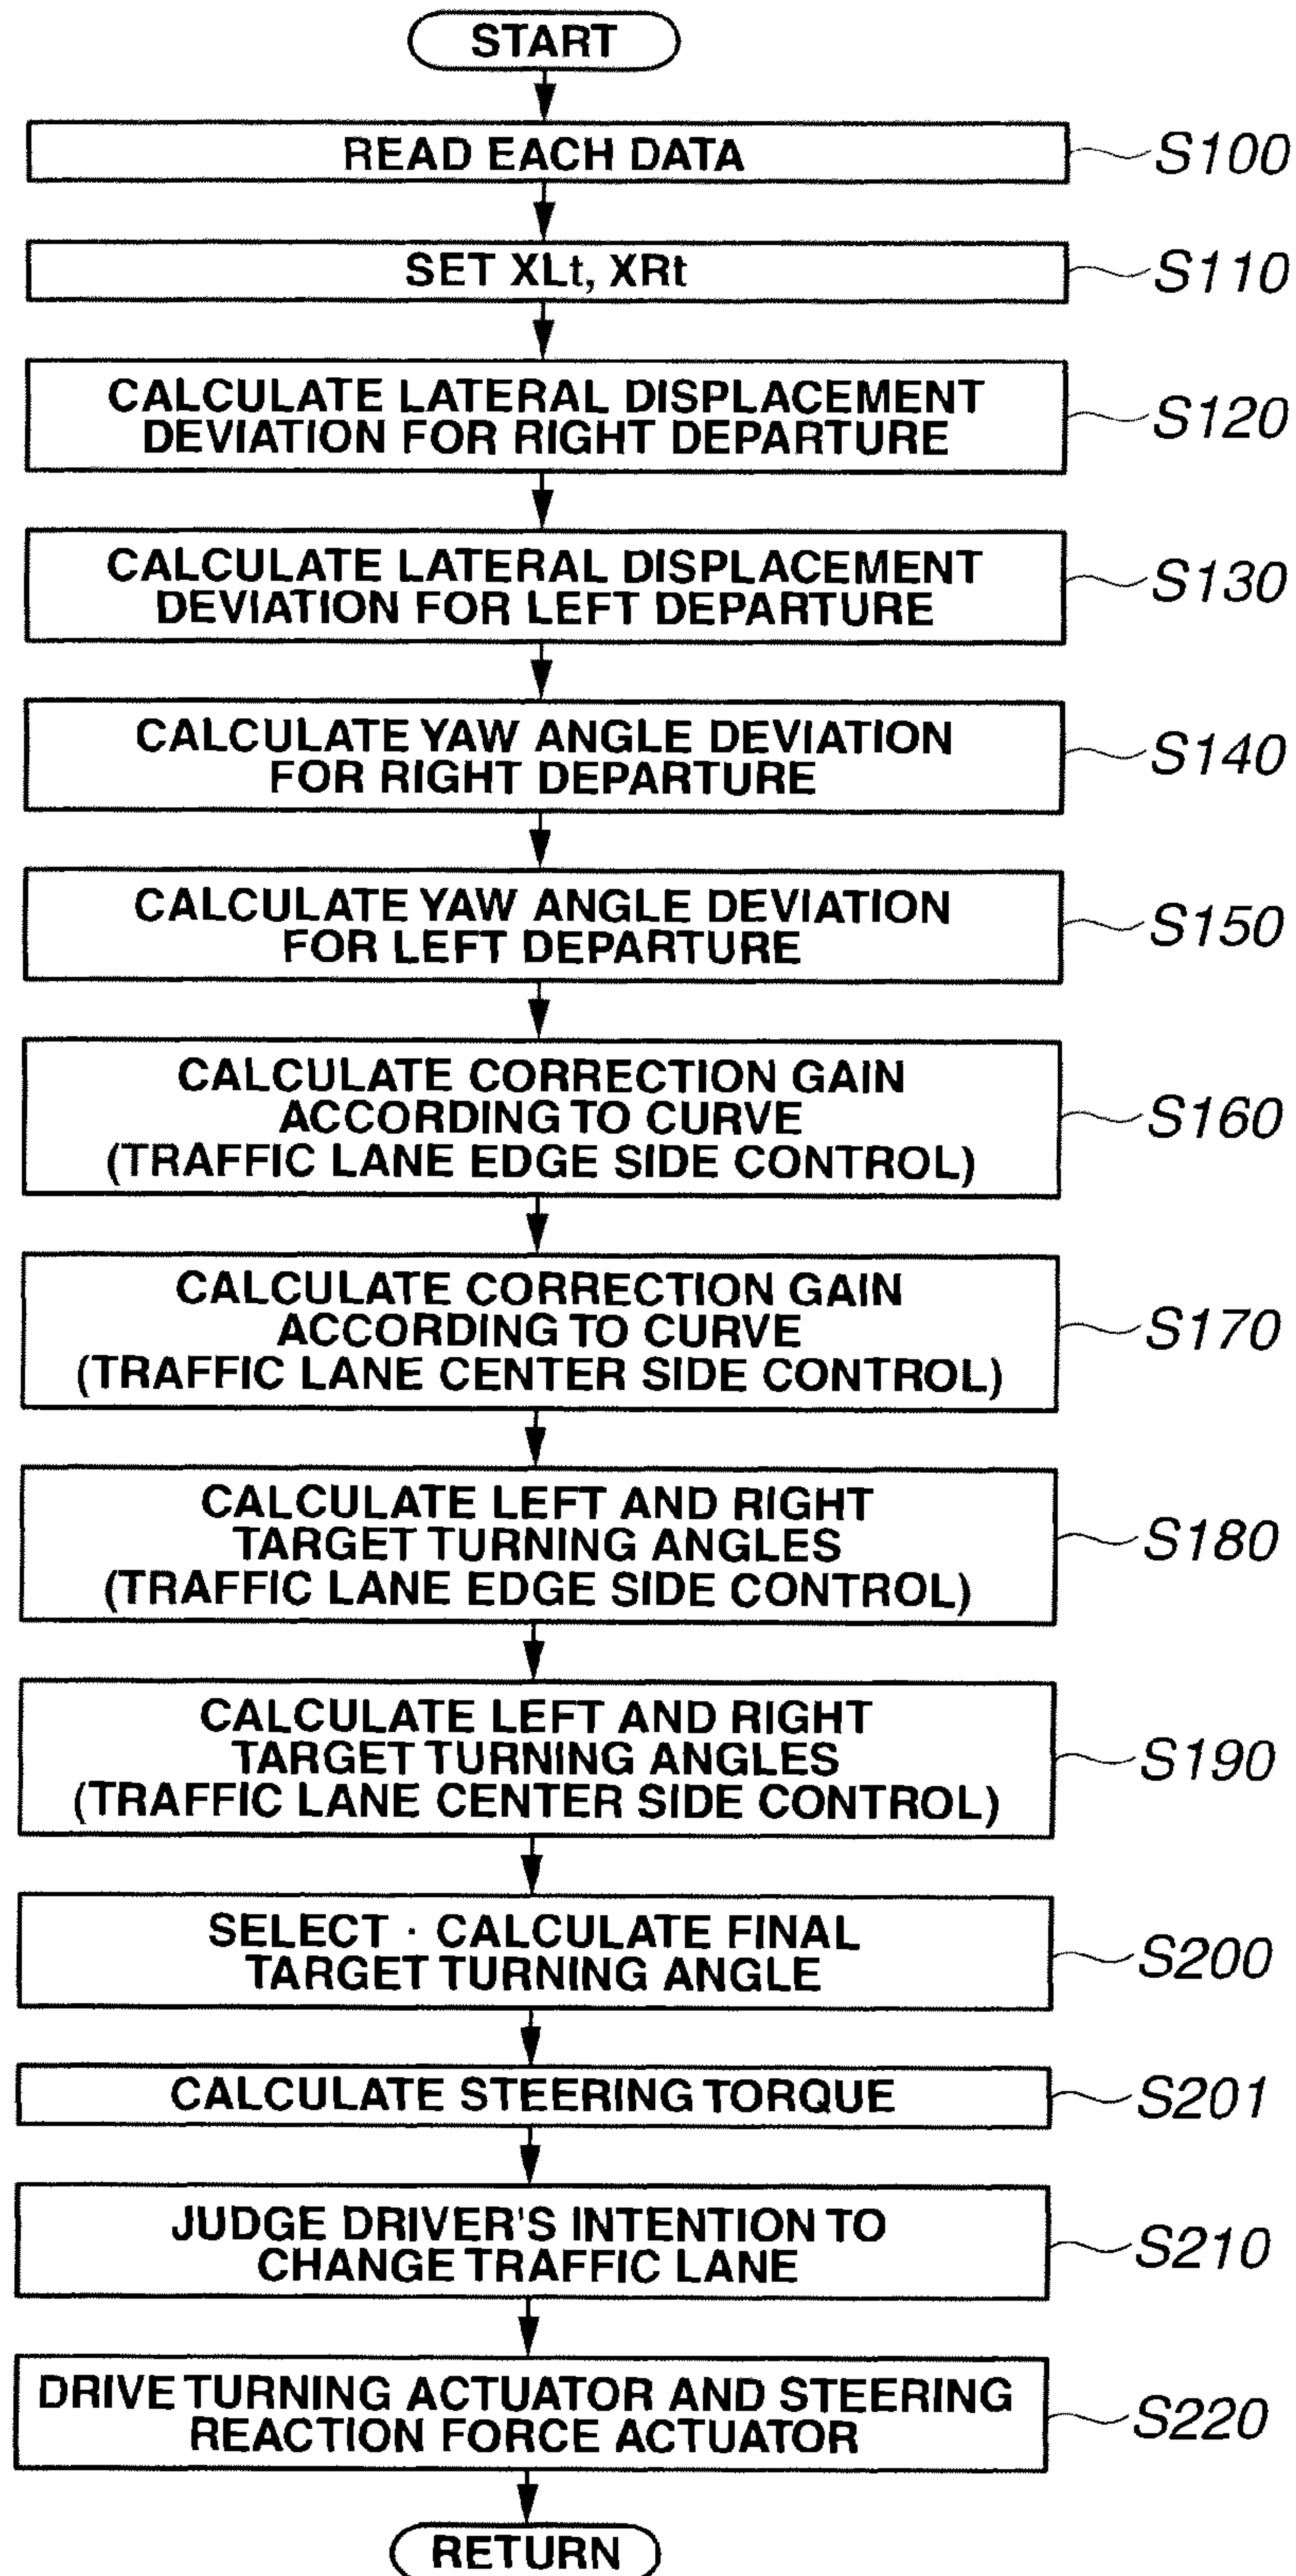 START
READ EACH DATA
S100
SET XLt, XRt
S110
CALCULATE LATERAL DISPLACEMENT
DEVIATION FOR RIGHT DEPARTURE
S120
CALCULATE LATERAL DISPLACEMENT
DEVIATION FOR LEFT DEPARTURE
S130
CALCULATE YAW ANGLE DEVIATION
FOR RIGHT DEPARTURE
S140
CALCULATE YAW ANGLE DEVIATION
FOR LEFT DEPARTURE
S150
CALCULATE CORRECTION GAIN
ACCORDING TO CURVE
(TRAFFIC LANE EDGE SIDE CONTROL)
S160
CALCULATE CORRECTION GAIN
ACCORDING TO CURVE
(TRAFFIC LANE CENTER SIDE CONTROL)
S170
CALCULATE LEFT AND RIGHT
TARGET TURNING ANGLES
(TRAFFIC LANE EDGE SIDE CONTROL)
S180
CALCULATE LEFT AND RIGHT
TARGET TURNING ANGLES
(TRAFFIC LANE CENTER SIDE CONTROL)
S190
SELECT · CALCULATE FINAL
TARGET TURNING ANGLE
S200
CALCULATE STEERING TORQUE
S201
JUDGE DRIVER'S INTENTION TO
CHANGE TRAFFIC LANE
S210
DRIVE TURNING ACTUATOR AND STEERING
REACTION FORCE ACTUATOR
S220
RETURN